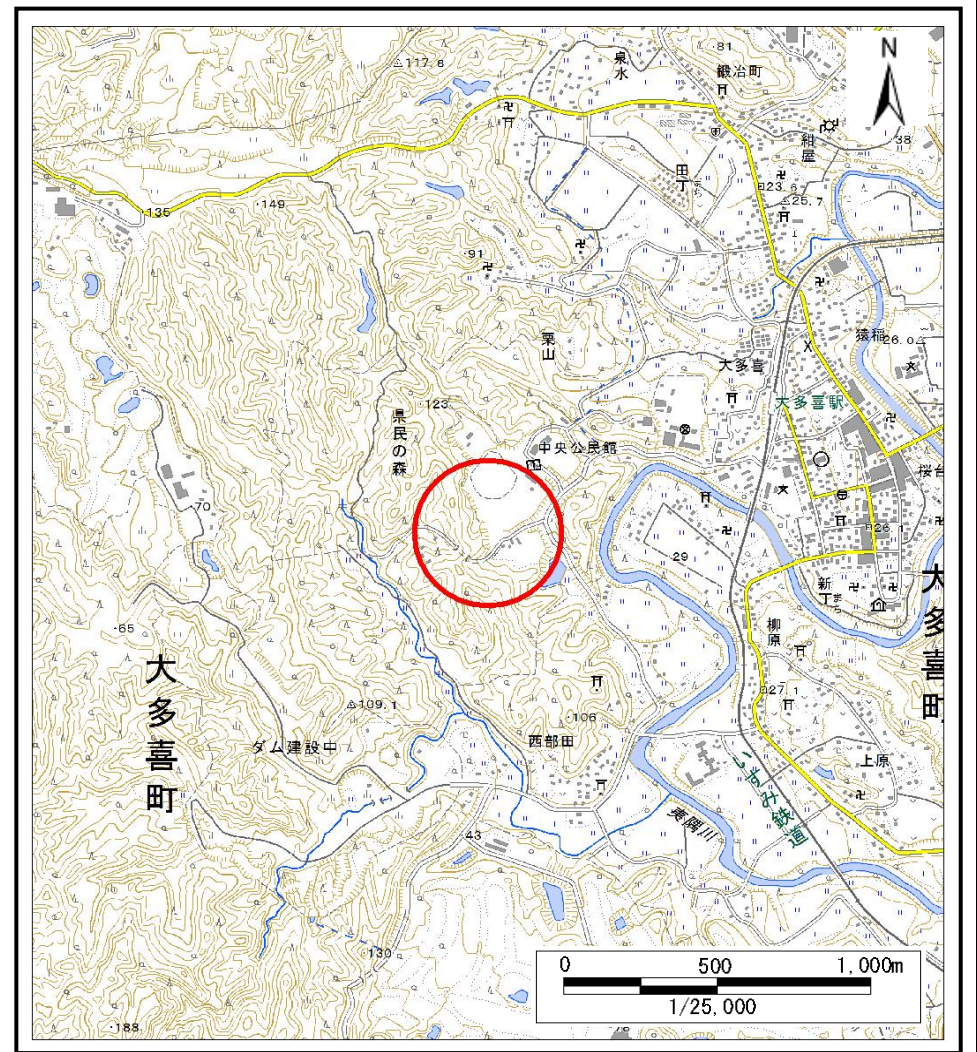 泉水
・81
鍛冶町
N
△117.8
紺屋
38
田丁
23.6
△25.7
・149
・135
・91
栗山
猿稲
26.0△
大多喜
大多喜駅
・123
県民の森
中央公民館
桜台
・70
26.1
29
新丁
まち
大多喜町
柳原
・65
大多喜町
27.1
△109.1
・106
西部田
ダム建設中
上原
いすみ鉄道
夷隅川
43
・130
0 500 1,000m
1/25,000
・188